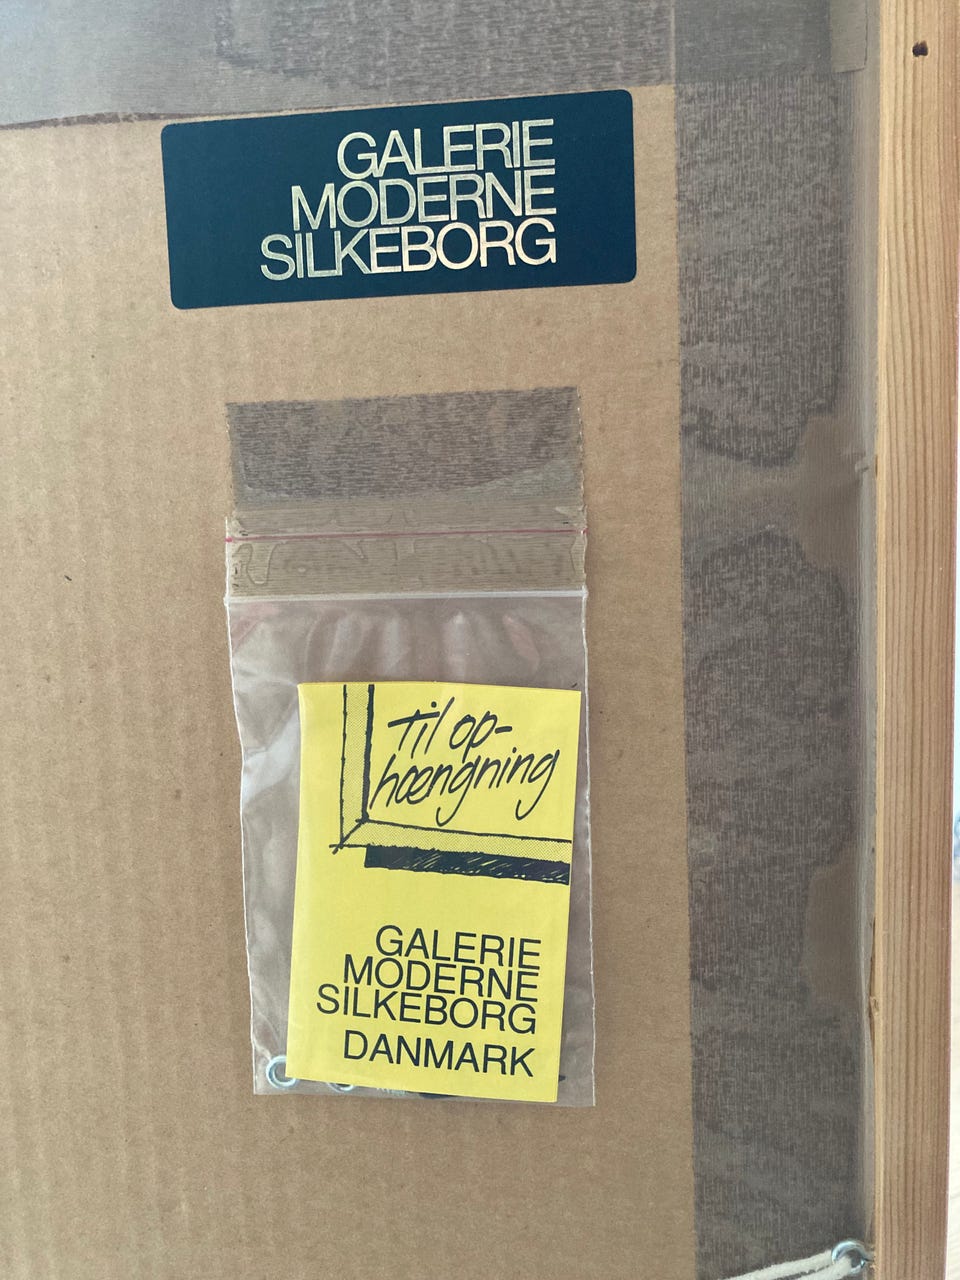 GALERIE
MODERNE
SILKEBORG
til op-
hængning
GALERIE
MODERNE
SILKEBORG
DANMARK